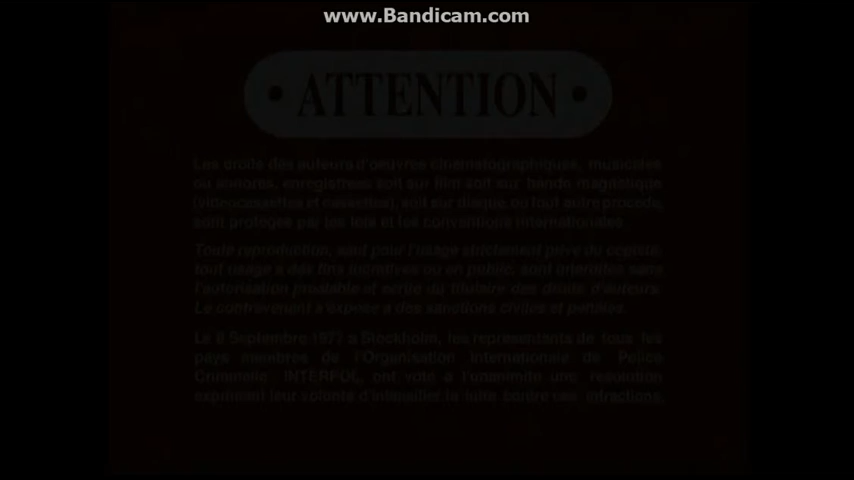 www.Bandicam.com
• ATTENTION •
Les droits des auteurs d'oeuvres cinématographiques, musicales
ou sonores, enregistrées soit sur film soit sur bande magnétique
(vidéocassettes et cassettes), soit sur disque, ou tout autre procédé,
sont protégés par les lois et les conventions internationales.
Toute reproduction, sauf pour l'usage strictement privé du copiste,
tout usage à des fins lucratives ou en public, sont interdites sans
l'autorisation préalable et écrite du titulaire des droits d'auteurs.
Le contrevenant s'expose à des sanctions civiles et pénales.
Le 8 Septembre 1977 à Stockholm, les représentants de tous les
pays membres de l'Organisation Internationale de Police
Criminelle - INTERPOL, ont voté à l'unanimité une résolution
exprimant leur volonté d'intensifier la lutte contre ces infractions.